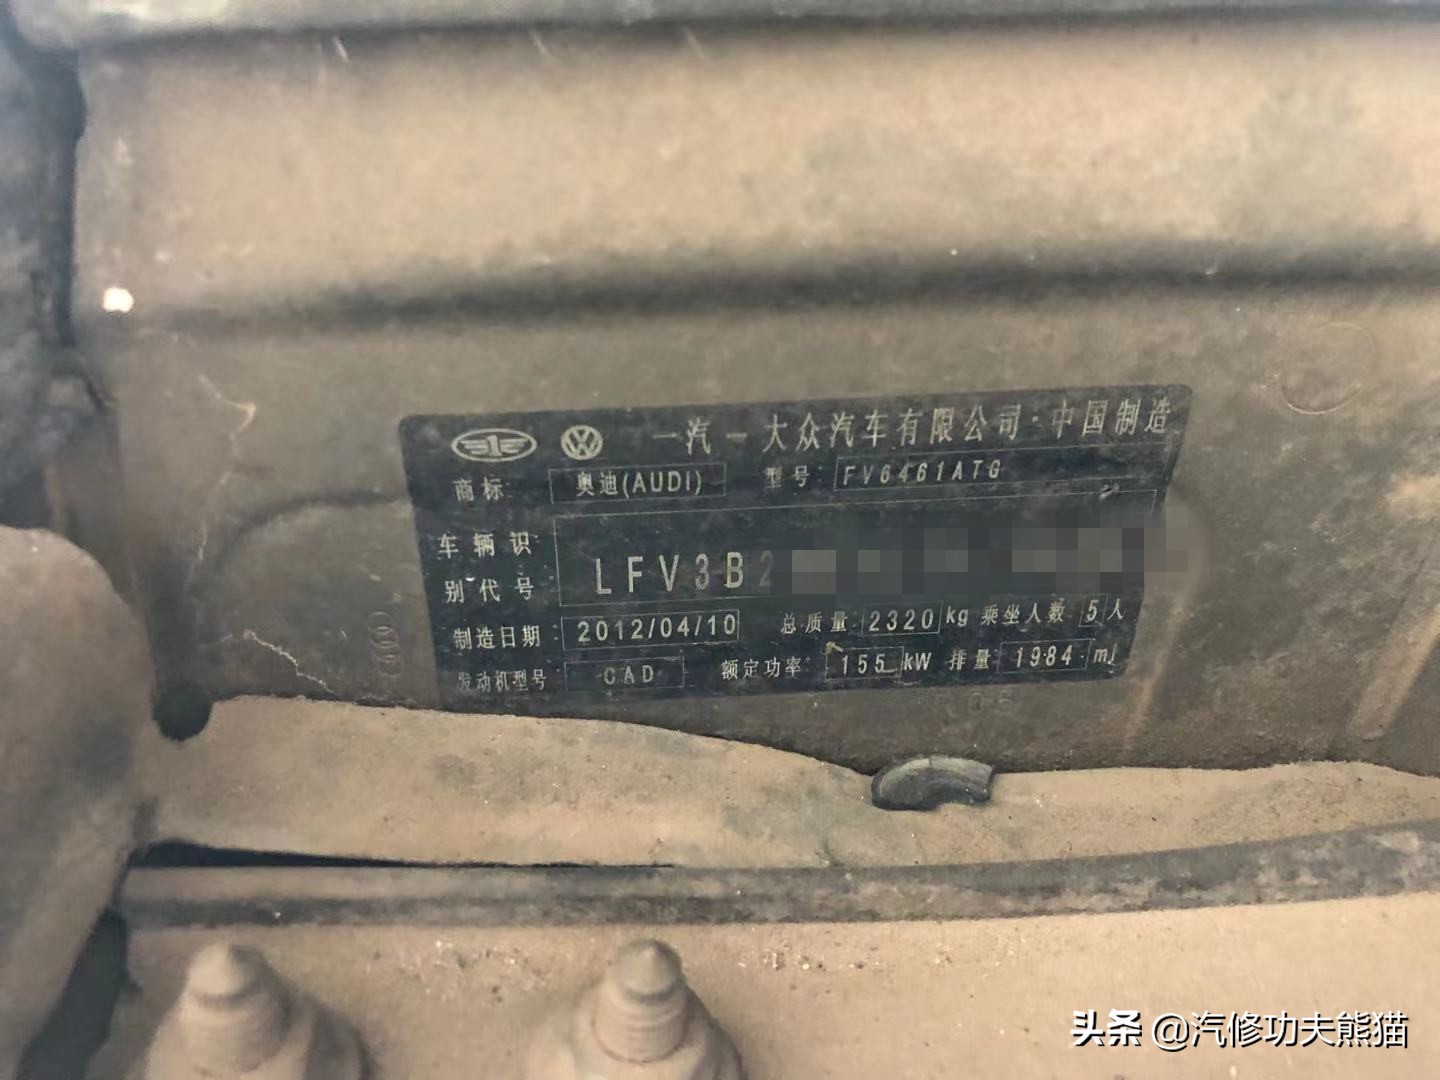 一汽－大众汽车有限公司·中国制造
商标 奥迪(AUDI) 型号 FV6461ATG
车辆识
别代号 LFV3B2
制造日期 2012/04/10 总质量 2320 kg 乘坐人数 5 人
发动机型号 CAD 额定功率 155 kW 排量 1984 ml
头条 @汽修功夫熊猫